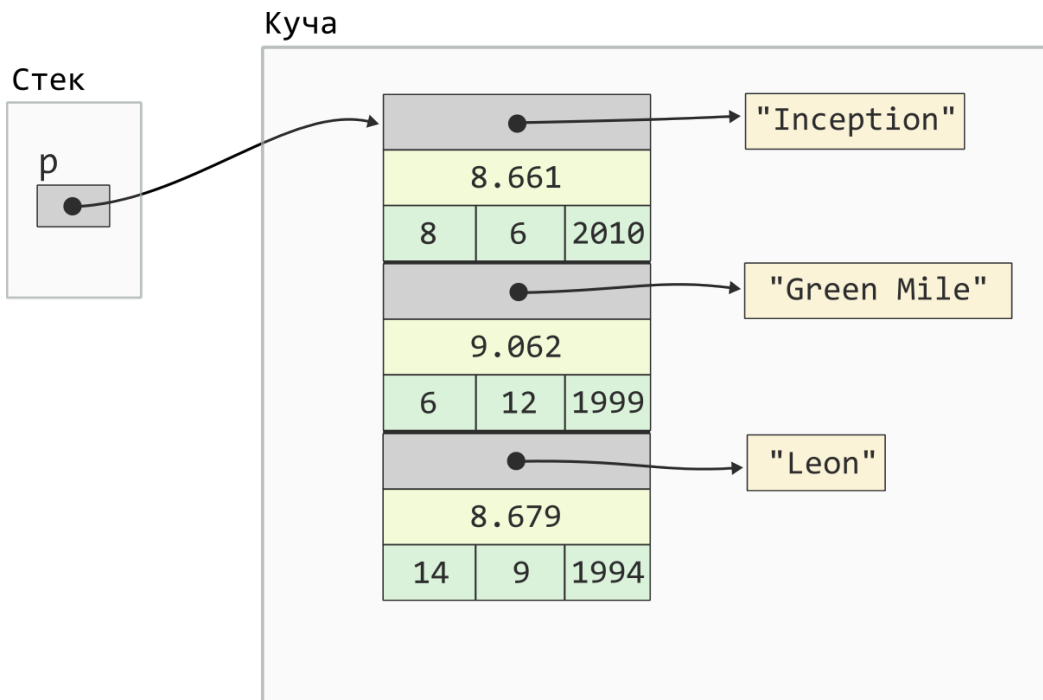 Куча
Стек
p
"Inception"
8.661
8 6 2010
"Green Mile"
9.062
6 12 1999
"Leon"
8.679
14 9 1994